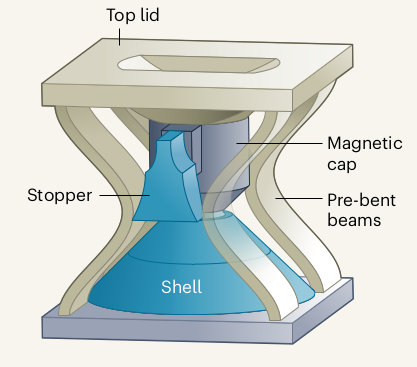 Top lid
Magnetic
cap
Stopper
Pre-bent
beams
Shell